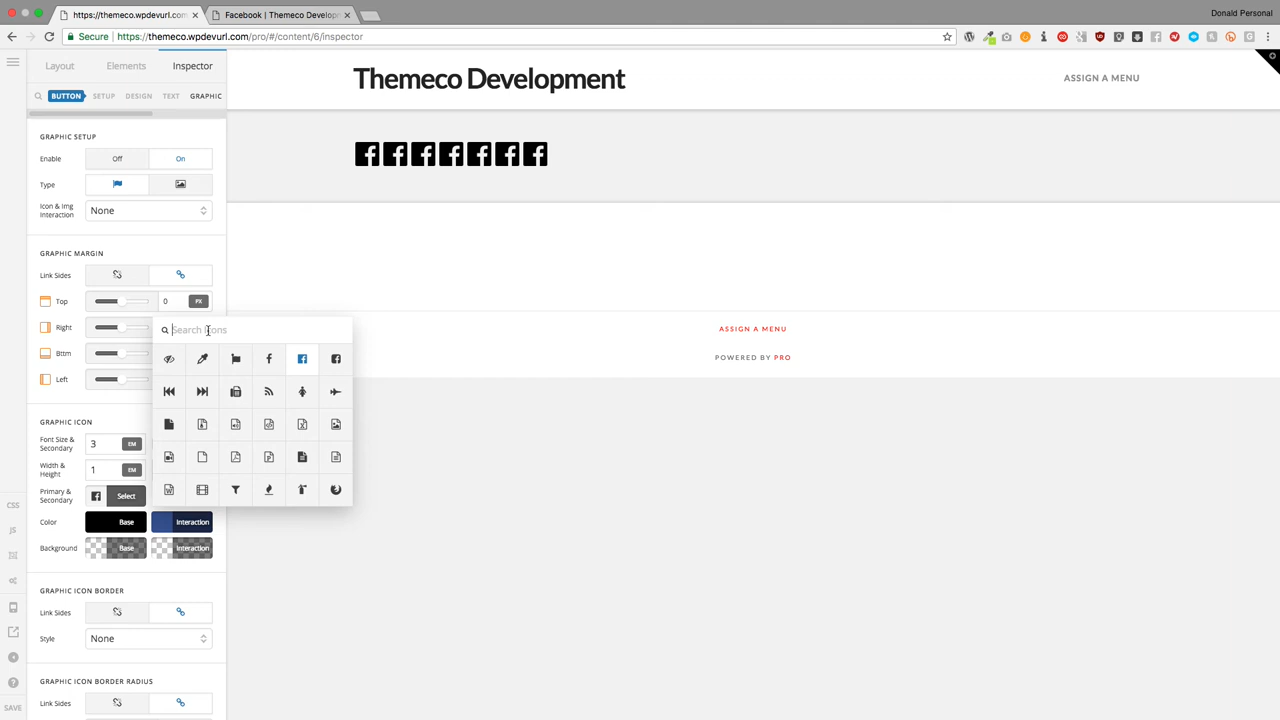 https://themeco.wpdevurl.com
Facebook | Themeco Develop
Donald Personal
Secure
https://themeco.wpdevurl.com/pro/#/content/6/inspector
Layout
Elements
Inspector
BUTTON
SETUP
DESIGN
TEXT
GRAPHIC
Themeco Development
ASSIGN A MENU
GRAPHIC SETUP
Enable
Off
On
Type
Icon & Img
Interaction
None
GRAPHIC MARGIN
Link Sides
Top
0
PX
Right
Bttm
Left
Search Icons
ASSIGN A MENU
POWERED BY PRO
GRAPHIC ICON
Font Size &
Secondary
3
EM
Width &
Height
1
EM
Primary &
Secondary
Select
Color
Base
Interaction
Background
Base
Interaction
GRAPHIC ICON BORDER
Link Sides
Style
None
GRAPHIC ICON BORDER RADIUS
Link Sides
CSS
JS
SAVE